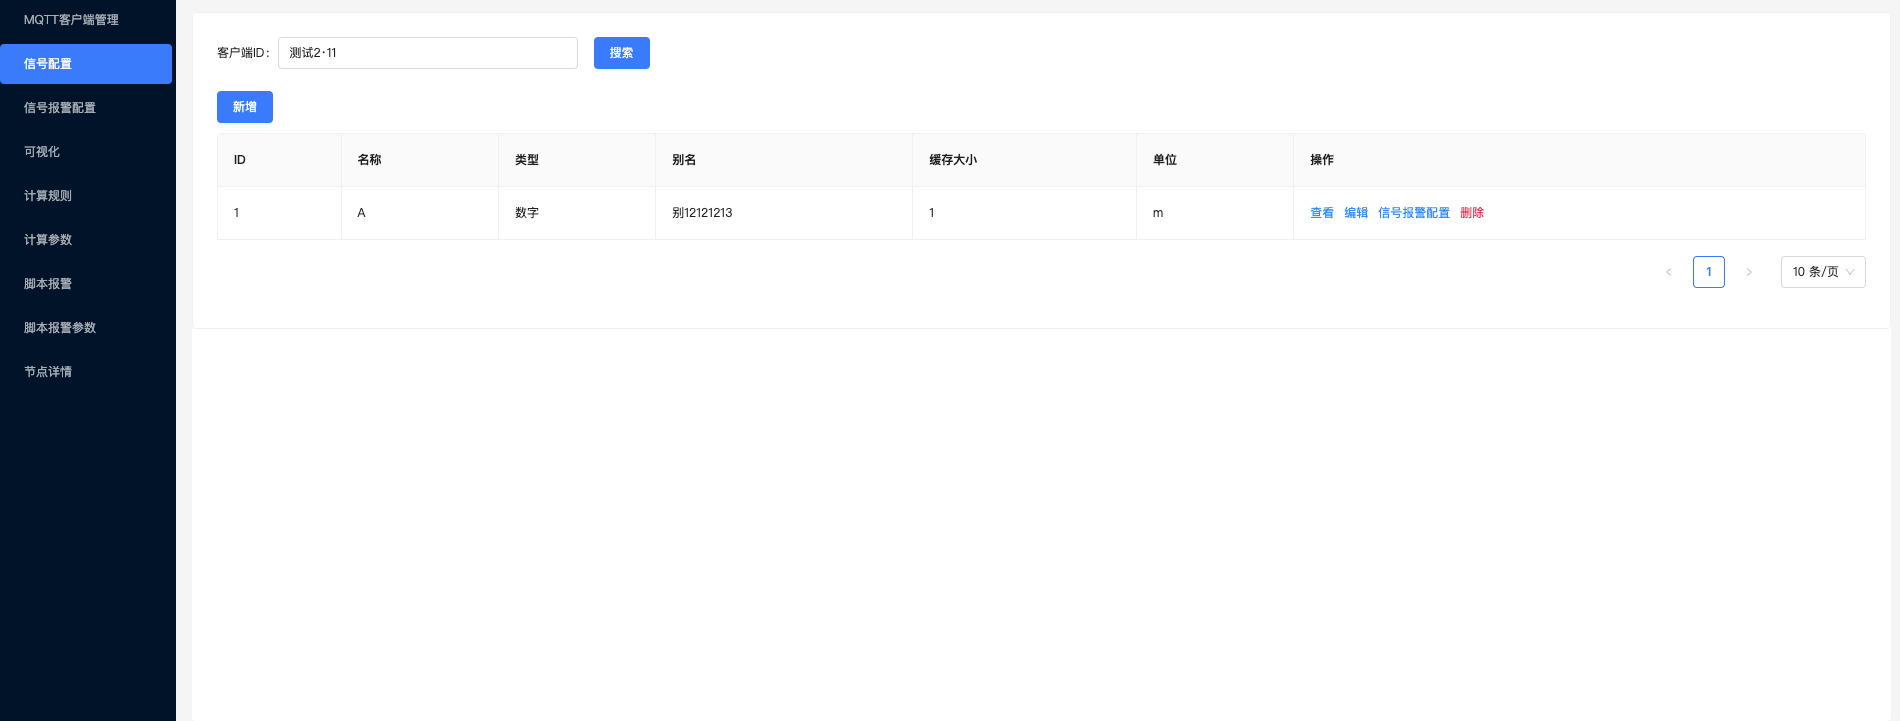 MQTT客户端管理
信号配置
信号报警配置
可视化
计算规则
计算参数
脚本报警
脚本报警参数
节点详情
客户端ID： 测试2·11 搜索
新增
ID 名称 类型 别名 缓存大小 单位 操作
1 A 数字 别12121213 1 m 查看 编辑 信号报警配置 删除
1 10 条/页